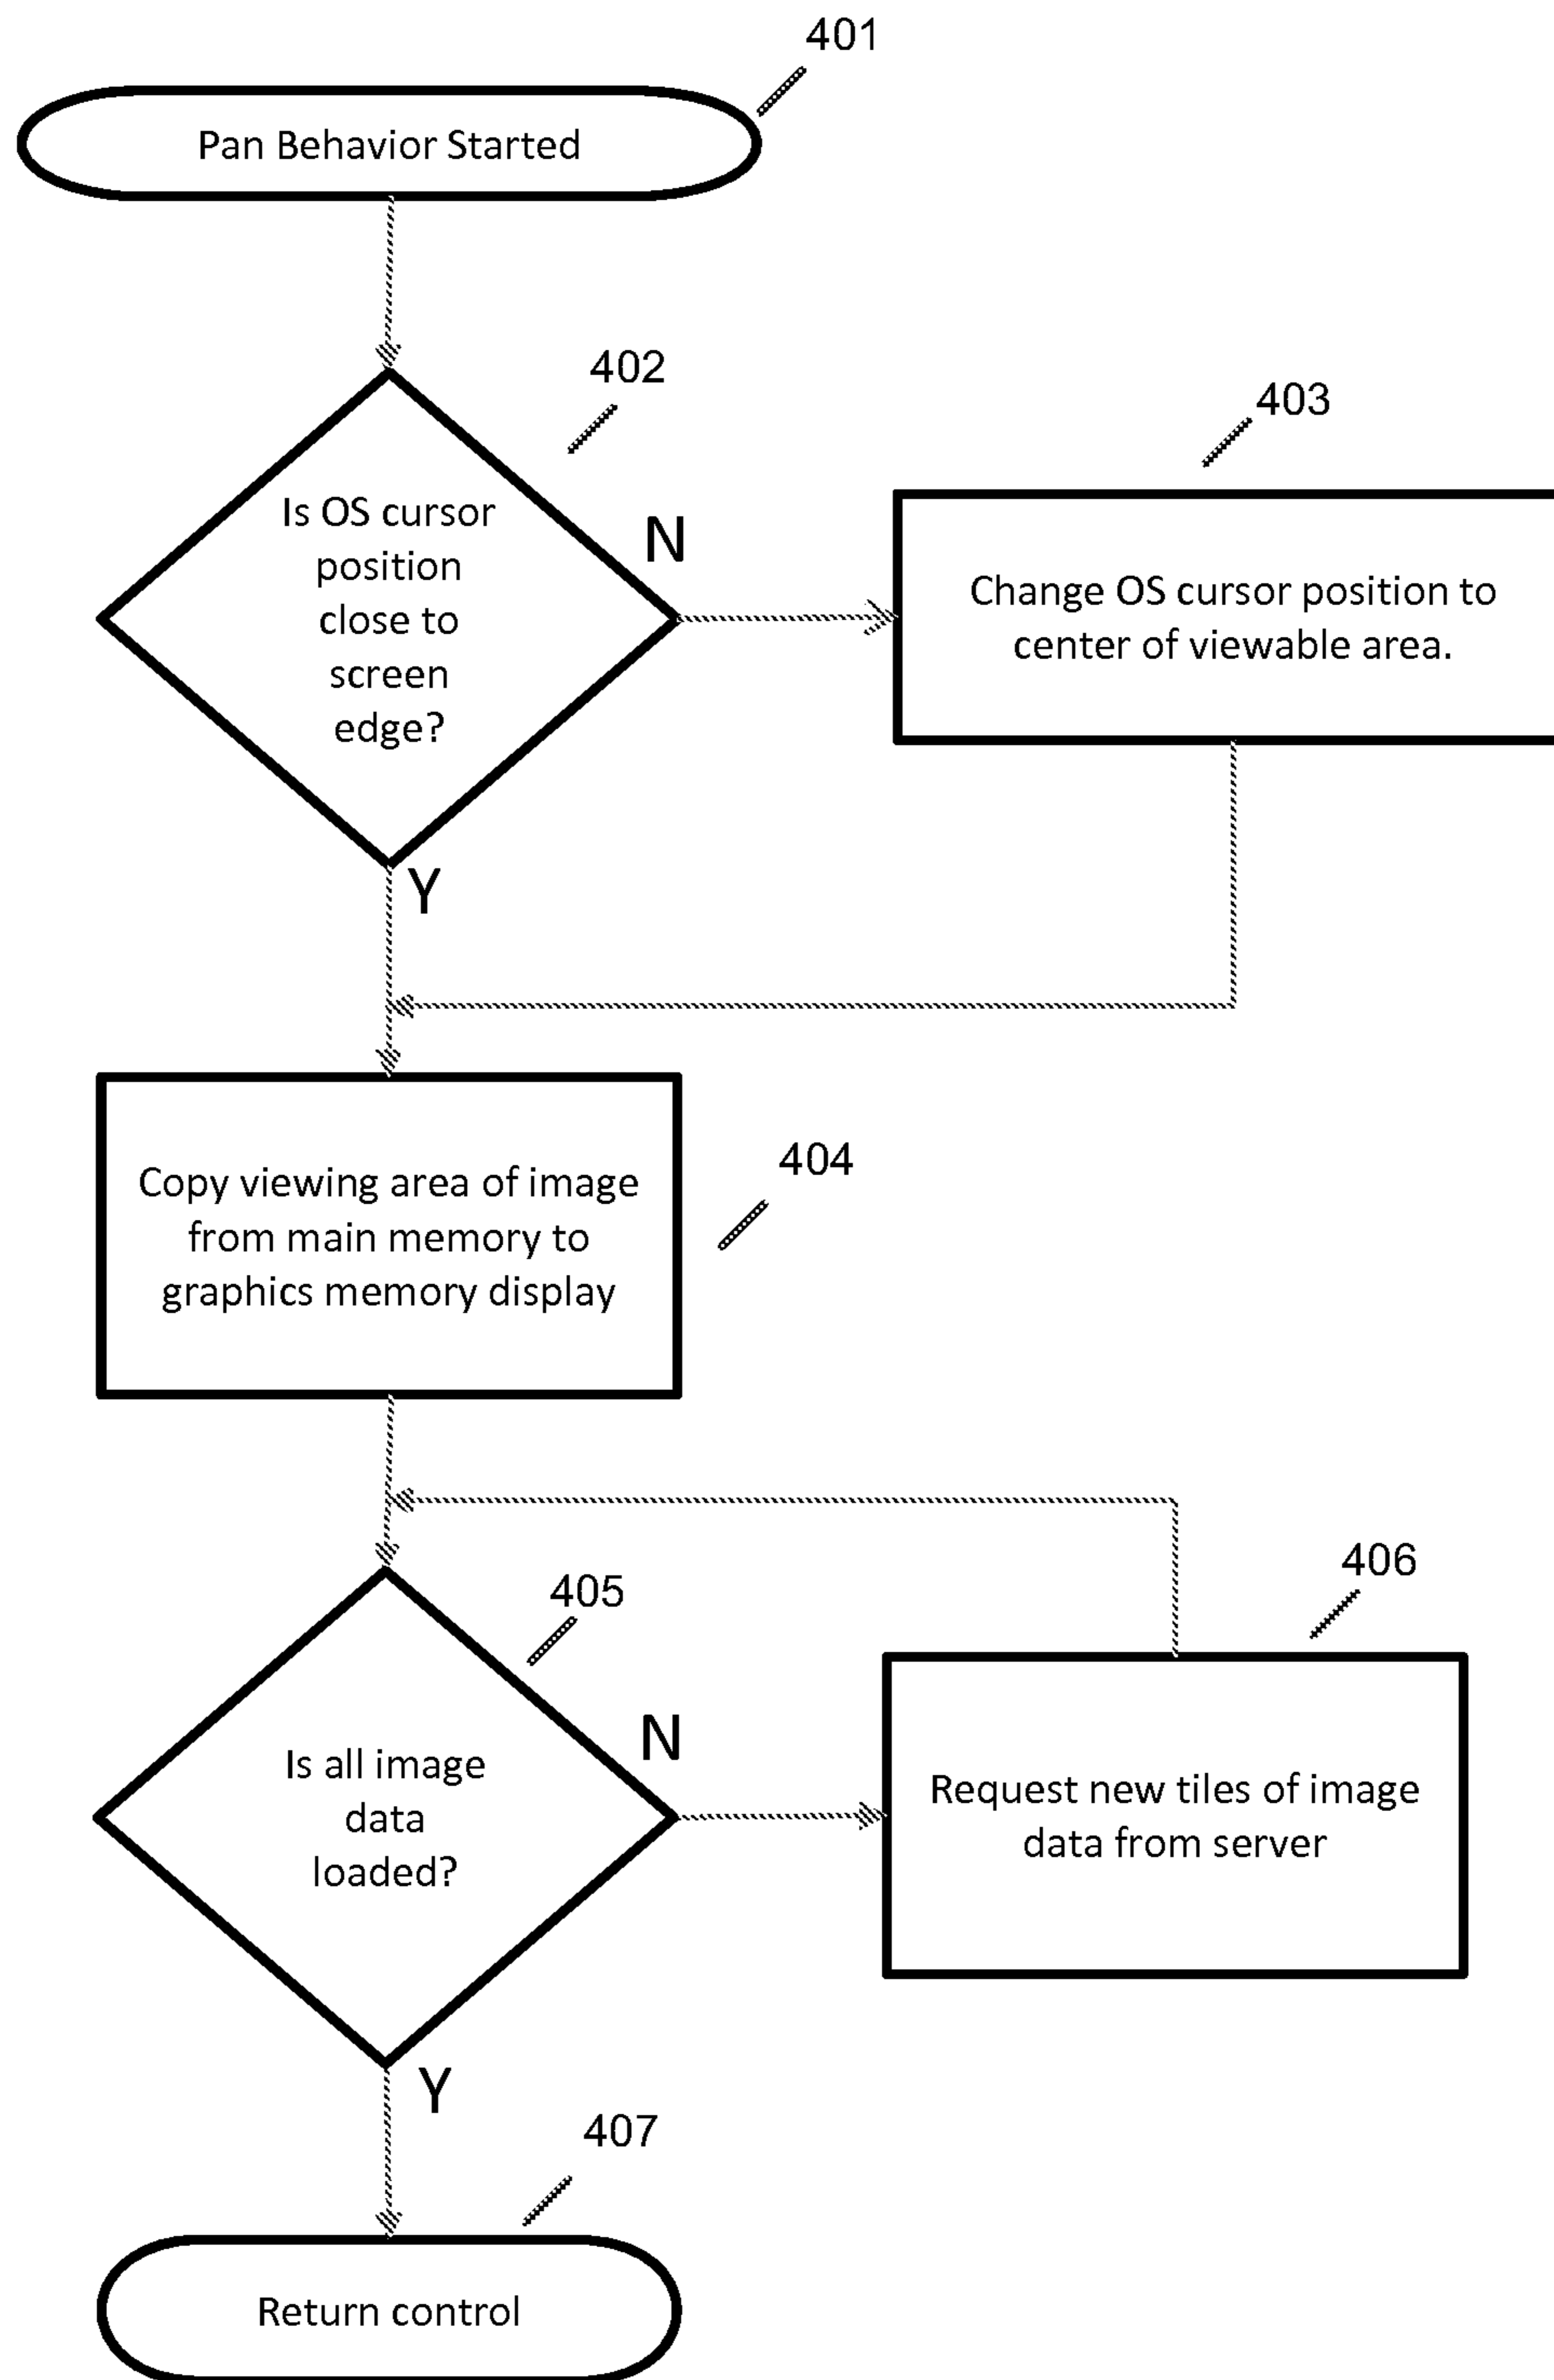 401
Pan Behavior Started
402
Is OS cursor
position
close to
screen
edge?
N
403
Change OS cursor position to
center of viewable area.
Y
404
Copy viewing area of image
from main memory to
graphics memory display
405
Is all image
data
loaded?
N
406
Request new tiles of image
data from server
Y
407
Return control